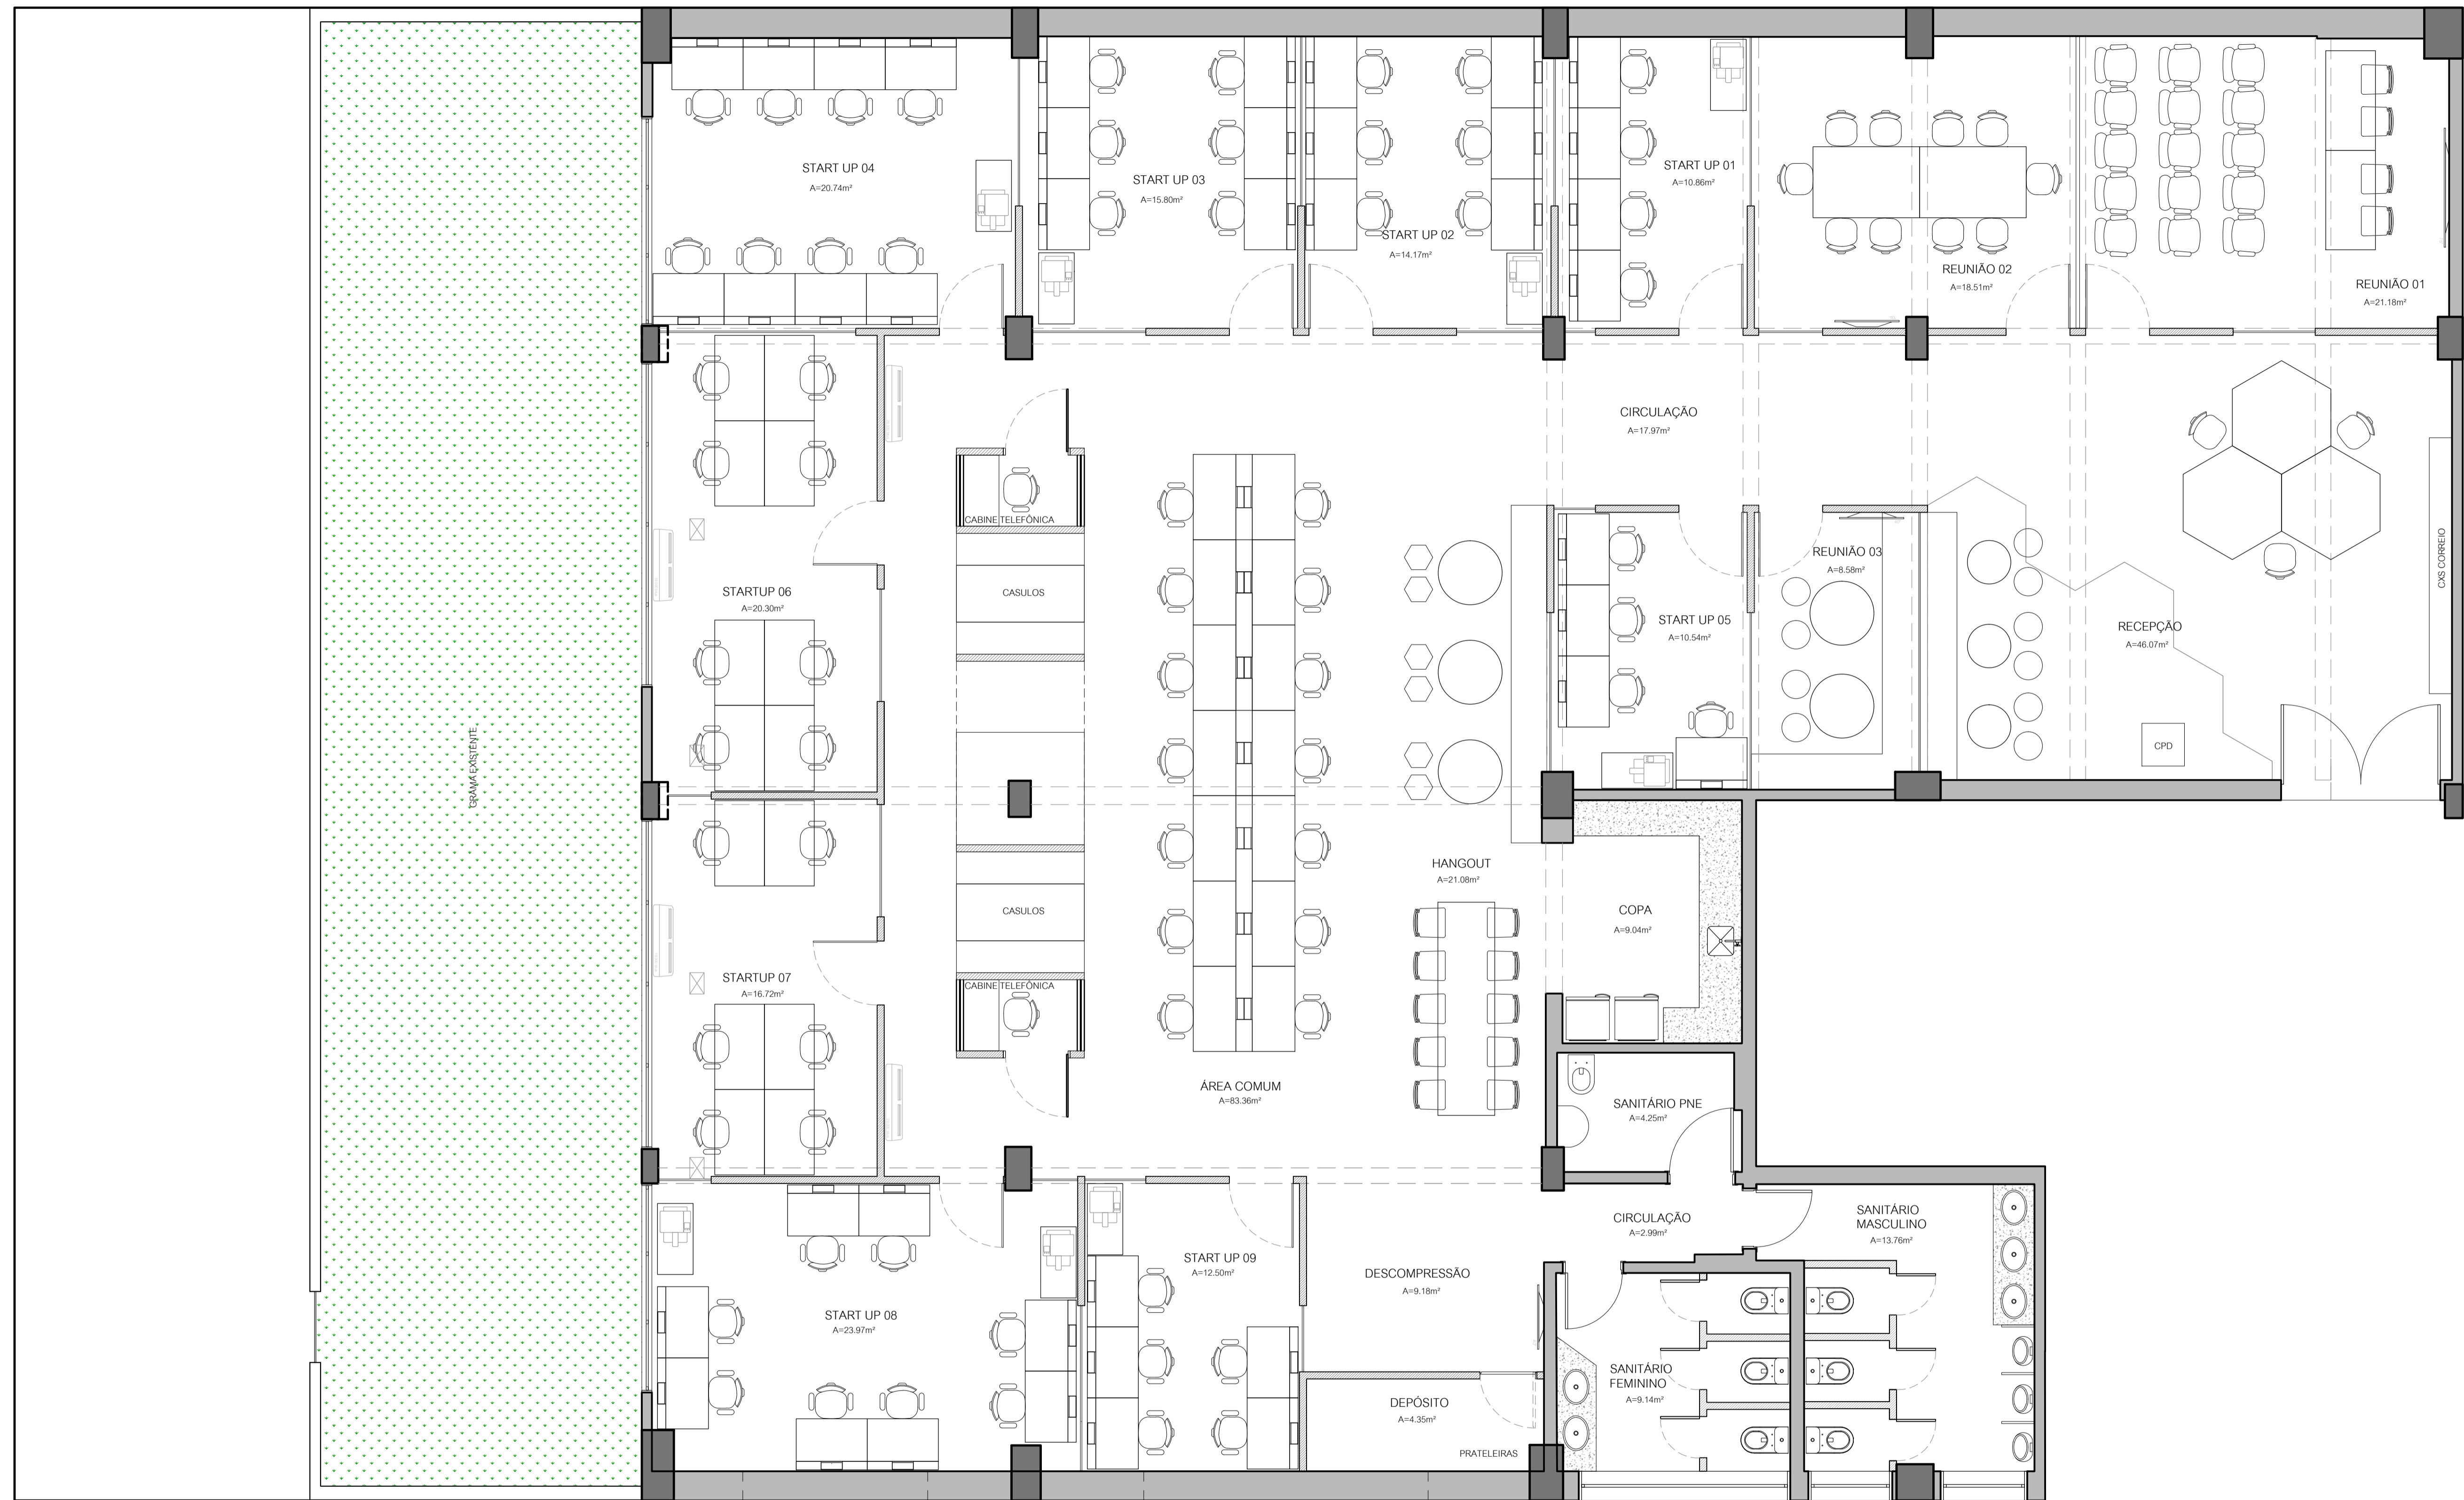 START UP 04
A=20.74m²
START UP 03
A=15.80m²
START UP 02
A=14.17m²
START UP 01
A=10.86m²
REUNIÃO 02
A=18.51m²
REUNIÃO 01
A=21.18m²
CIRCULAÇÃO
A=17.97m²
CABINE TELEFÔNICA
CASULOS
STARTUP 06
A=20.30m²
START UP 05
A=10.54m²
REUNIÃO 03
A=8.58m²
RECEPÇÃO
A=46.07m²
CXS CORREIO
CPD
GRAMA EXISTENTE
HANGOUT
A=21.08m²
COPA
A=9.04m²
CASULOS
STARTUP 07
A=16.72m²
CABINE TELEFÔNICA
ÁREA COMUM
A=83.36m²
SANITÁRIO PNE
A=4.25m²
CIRCULAÇÃO
A=2.99m²
SANITÁRIO
MASCULINO
A=13.76m²
START UP 09
A=12.50m²
DESCOMPRESSÃO
A=9.18m²
START UP 08
A=23.97m²
SANITÁRIO
FEMININO
A=9.14m²
DEPÓSITO
A=4.35m²
PRATELEIRAS